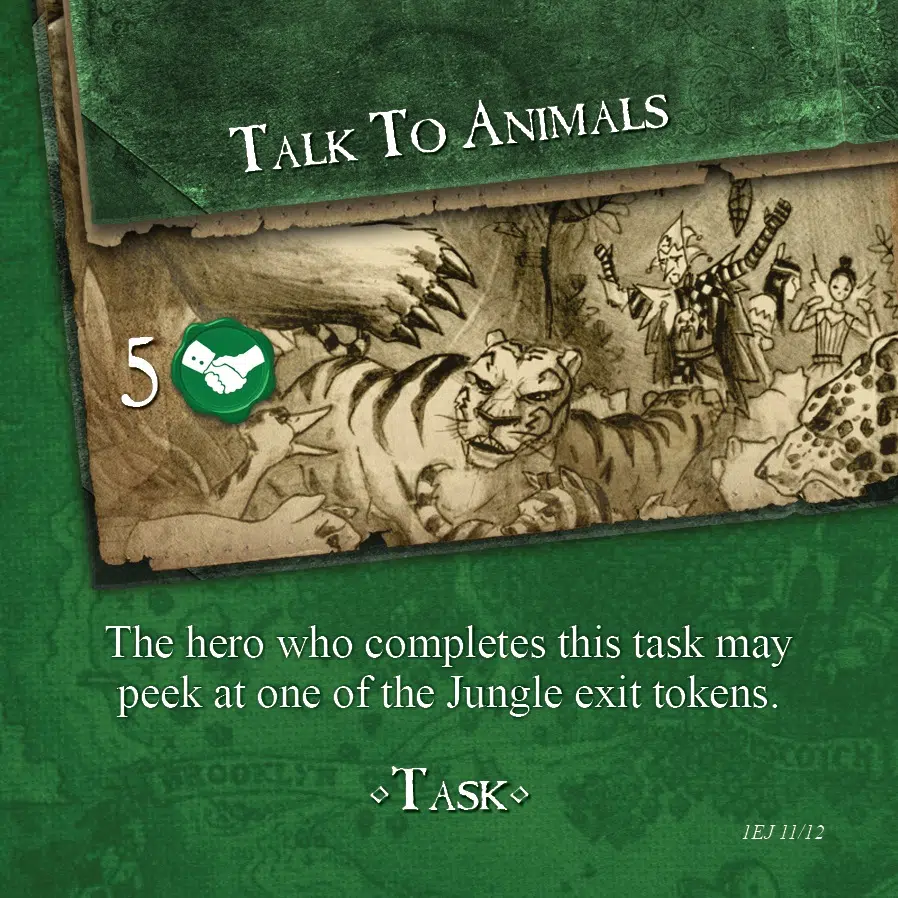 Talk To Animals
5
The hero who completes this task may
peek at one of the Jungle exit tokens.
Task
1EJ 11/12
BROOKLYN